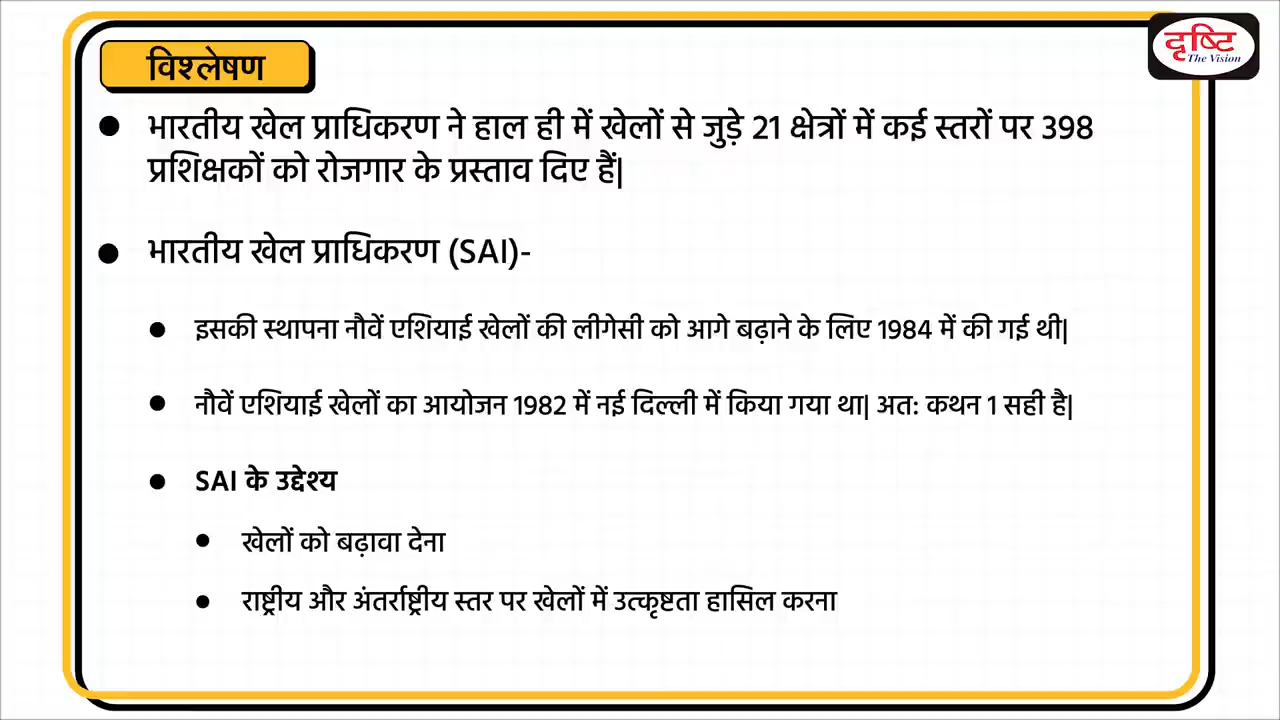 दृष्टि
The Vision
विश्लेषण
● भारतीय खेल प्राधिकरण ने हाल ही में खेलों से जुड़े 21 क्षेत्रों में कई स्तरों पर 398
प्रशिक्षकों को रोजगार के प्रस्ताव दिए हैं|
● भारतीय खेल प्राधिकरण (SAI)-
● इसकी स्थापना नौवें एशियाई खेलों की लीगेसी को आगे बढ़ाने के लिए 1984 में की गई थी|
● नौवें एशियाई खेलों का आयोजन 1982 में नई दिल्ली में किया गया था| अत: कथन 1 सही है|
● SAI के उद्देश्य
● खेलों को बढ़ावा देना
● राष्ट्रीय और अंतर्राष्ट्रीय स्तर पर खेलों में उत्कृष्टता हासिल करना